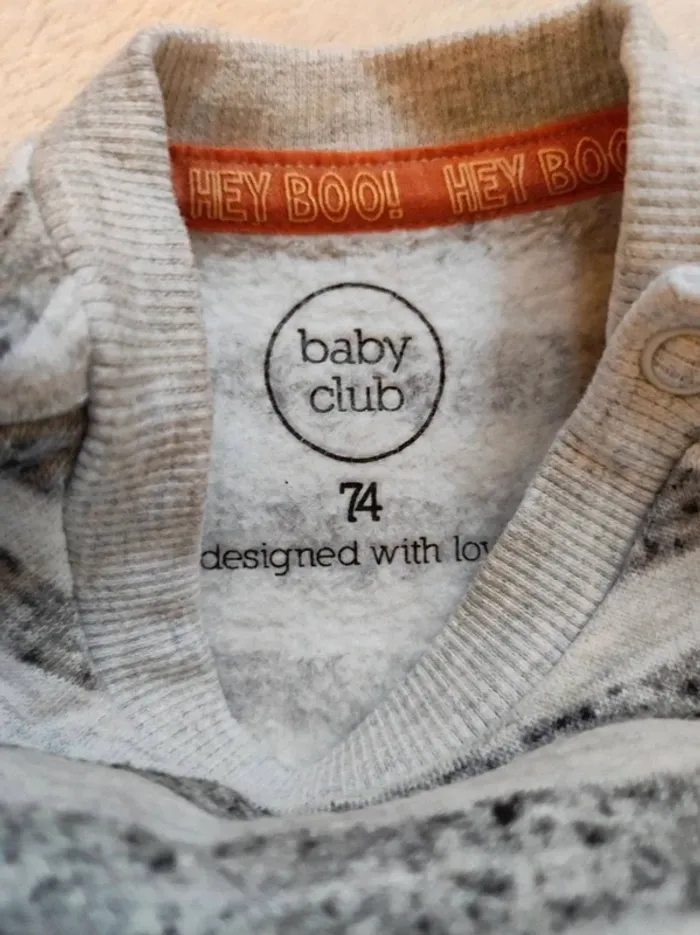 HEY BOO! HEY BOO
baby
club
74
designed with lov